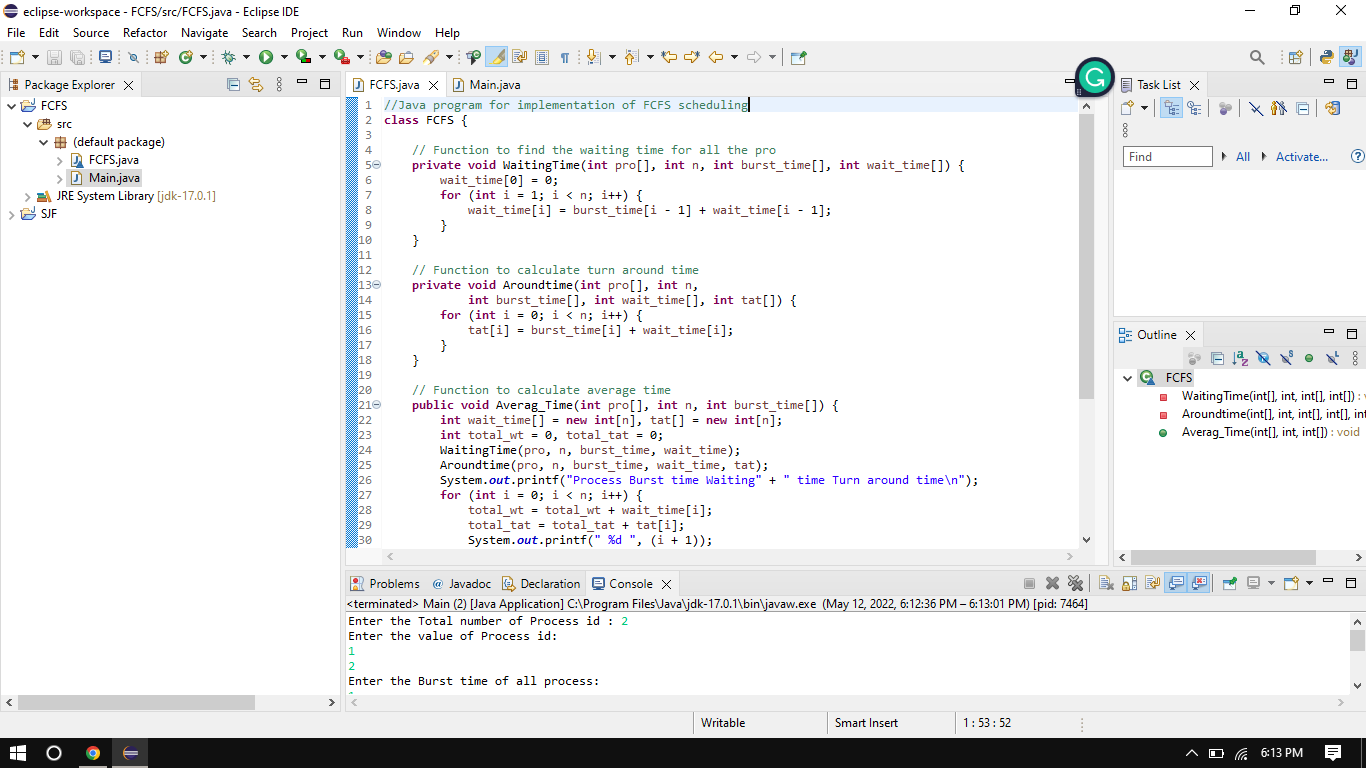 eclipse-workspace - FCFS/src/FCFS.java - Eclipse IDE
File Edit Source Refactor Navigate Search Project Run Window Help
Package Explorer
FCFS
src
(default package)
FCFS.java
Main.java
JRE System Library [jdk-17.0.1]
SJF
FCFS.java Main.java
1 //Java program for implementation of FCFS scheduling
2 class FCFS {
3
4 // Function to find the waiting time for all the pro
5 private void WaitingTime(int pro[], int n, int burst_time[], int wait_time[]) {
6 wait_time[0] = 0;
7 for (int i = 1; i < n; i++) {
8 wait_time[i] = burst_time[i - 1] + wait_time[i - 1];
9 }
10 }
11
12 // Function to calculate turn around time
13 private void Aroundtime(int pro[], int n,
14 int burst_time[], int wait_time[], int tat[]) {
15 for (int i = 0; i < n; i++) {
16 tat[i] = burst_time[i] + wait_time[i];
17 }
18 }
19
20 // Function to calculate average time
21 public void Averag_Time(int pro[], int n, int burst_time[]) {
22 int wait_time[] = new int[n], tat[] = new int[n];
23 int total_wt = 0, total_tat = 0;
24 WaitingTime(pro, n, burst_time, wait_time);
25 Aroundtime(pro, n, burst_time, wait_time, tat);
26 System.out.printf("Process Burst time Waiting" + " time Turn around time\n");
27 for (int i = 0; i < n; i++) {
28 total_wt = total_wt + wait_time[i];
29 total_tat = total_tat + tat[i];
30 System.out.printf(" %d ", (i + 1));
Task List
Find All Activate...
Outline
FCFS
WaitingTime(int[], int, int[], int[]) :
Aroundtime(int[], int, int[], int[], int
Averag_Time(int[], int, int[]) : void
Problems @ Javadoc Declaration Console
<terminated> Main (2) [Java Application] C:\Program Files\Java\jdk-17.0.1\bin\javaw.exe (May 12, 2022, 6:12:36 PM – 6:13:01 PM) [pid: 7464]
Enter the Total number of Process id : 2
Enter the value of Process id:
1
2
Enter the Burst time of all process:
Writable Smart Insert 1 : 53 : 52
6:13 PM